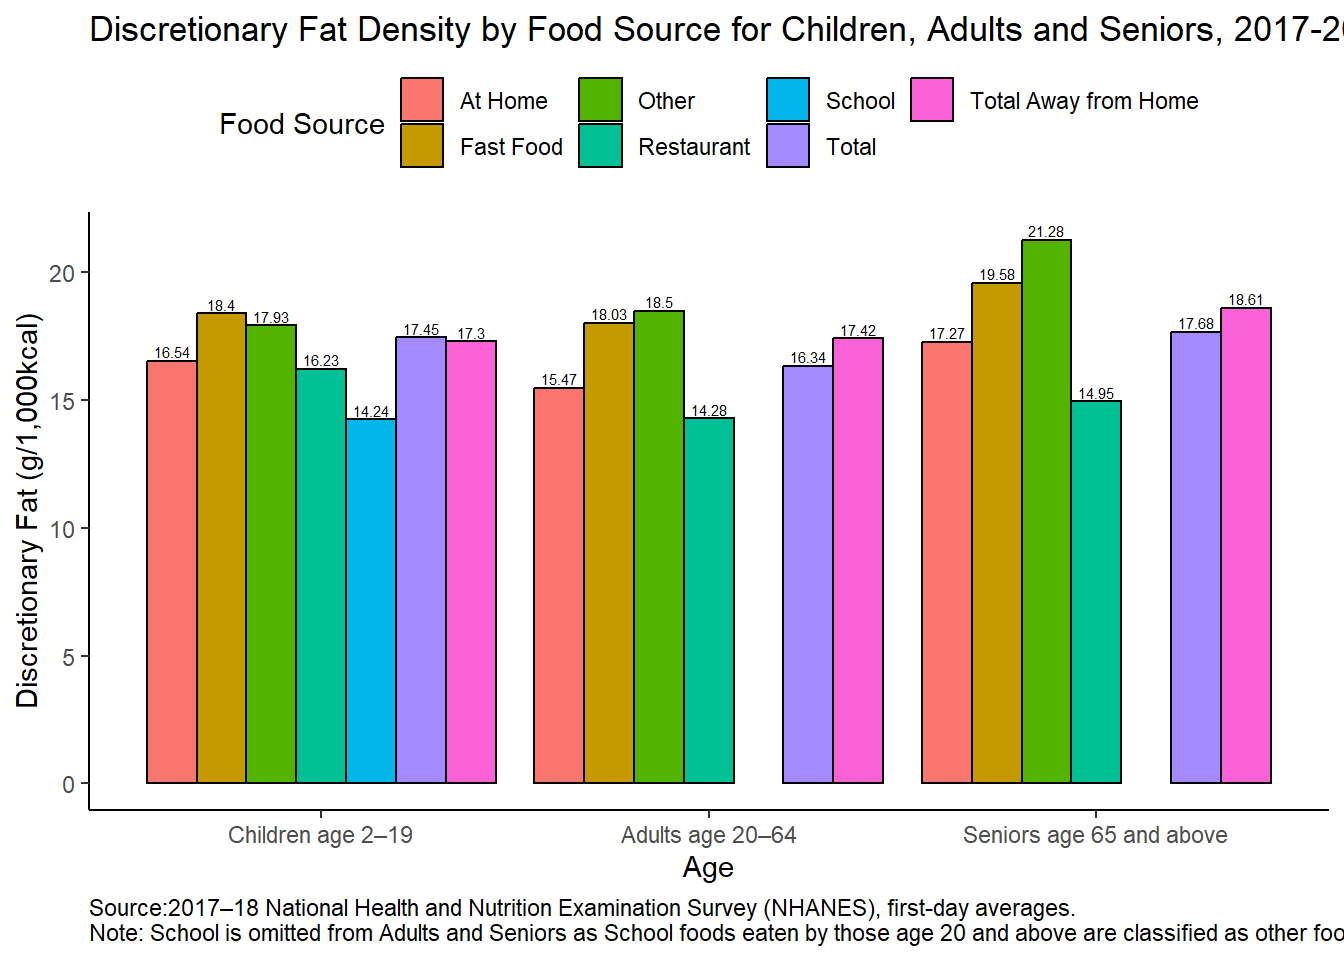 Discretionary Fat Density by Food Source for Children, Adults and Seniors, 2017-20
Food Source
At Home
Other
School
Total Away from Home
Fast Food
Restaurant
Total
Discretionary Fat (g/1,000kcal)
20
15
10
5
0
16.54
18.4
17.93
16.23
14.24
17.45
17.3
15.47
18.03
18.5
14.28
16.34
17.42
17.27
19.58
21.28
14.95
17.68
18.61
Children age 2–19
Adults age 20–64
Seniors age 65 and above
Age
Source:2017–18 National Health and Nutrition Examination Survey (NHANES), first-day averages.
Note: School is omitted from Adults and Seniors as School foods eaten by those age 20 and above are classified as other foo